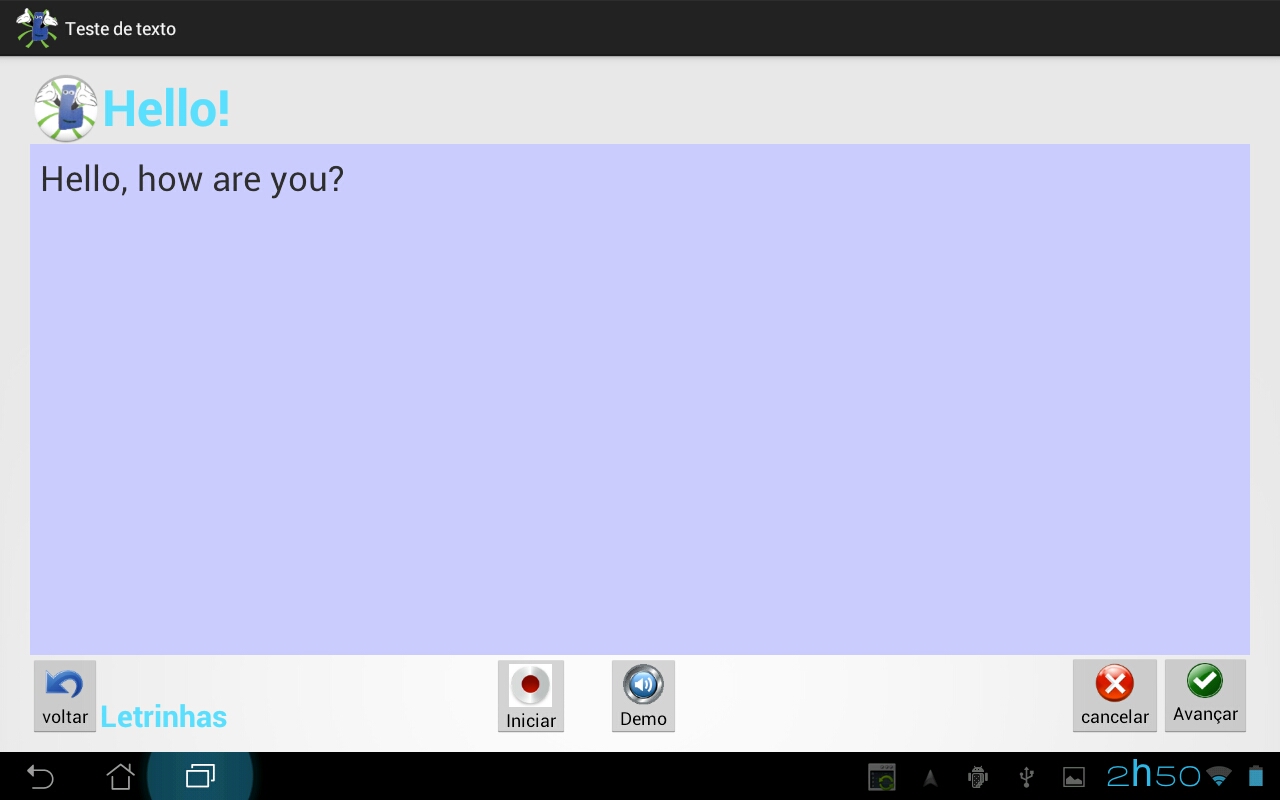 Teste de texto
Hello!
Hello, how are you?
voltar
Letrinhas
Iniciar
Demo
cancelar
Avançar
2h50